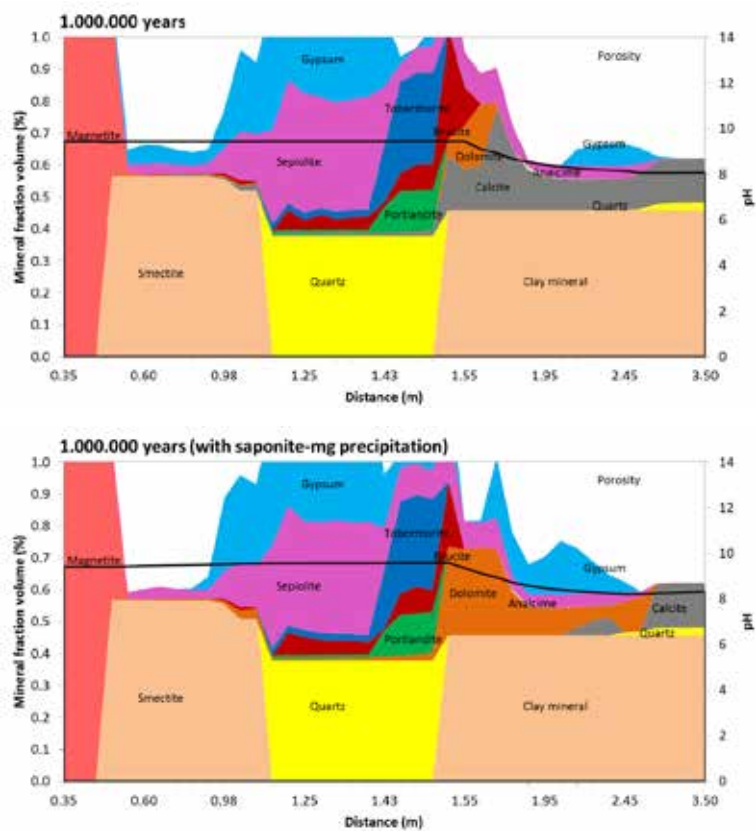 1.000.000 years
Mineral fraction volume (%)
1.0
0.9
0.8
0.7
0.6
0.5
0.4
0.3
0.2
0.1
0.0
14
12
10
8
6
4
2
0
pH
Magnetite
Smectite
Gypsum
Sepiolite
Quartz
Portlandite
Brucite
Dolomite
Calcite
Analcime
Gypsum
Quartz
Clay mineral
Porosity
0.35 0.60 0.98 1.25 1.43 1.55 1.95 2.45 3.50
Distance (m)
1.000.000 years (with saponite-mg precipitation)
Mineral fraction volume (%)
1.0
0.9
0.8
0.7
0.6
0.5
0.4
0.3
0.2
0.1
0.0
14
12
10
8
6
4
2
0
pH
Magnetite
Smectite
Gypsum
Sepiolite
Quartz
Portlandite
Brucite
Dolomite
Analcime
Gypsum
Calcite
Quartz
Clay mineral
Porosity
0.35 0.60 0.98 1.25 1.43 1.55 1.95 2.45 3.50
Distance (m)